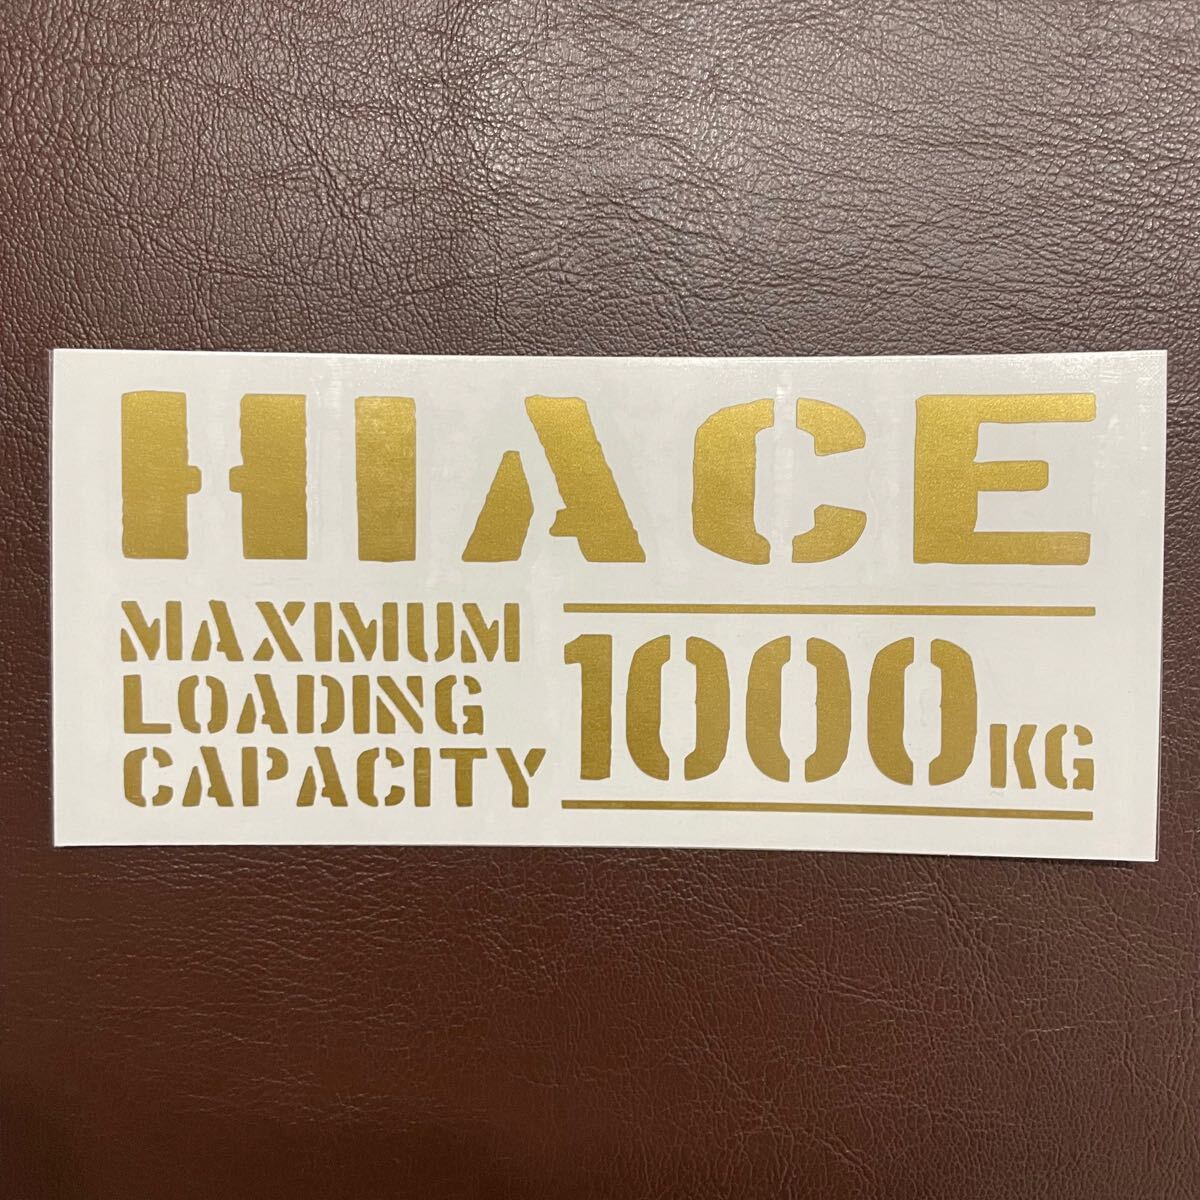 HIACE
MAXIMUM
LOADING
CAPACITY
1000KG